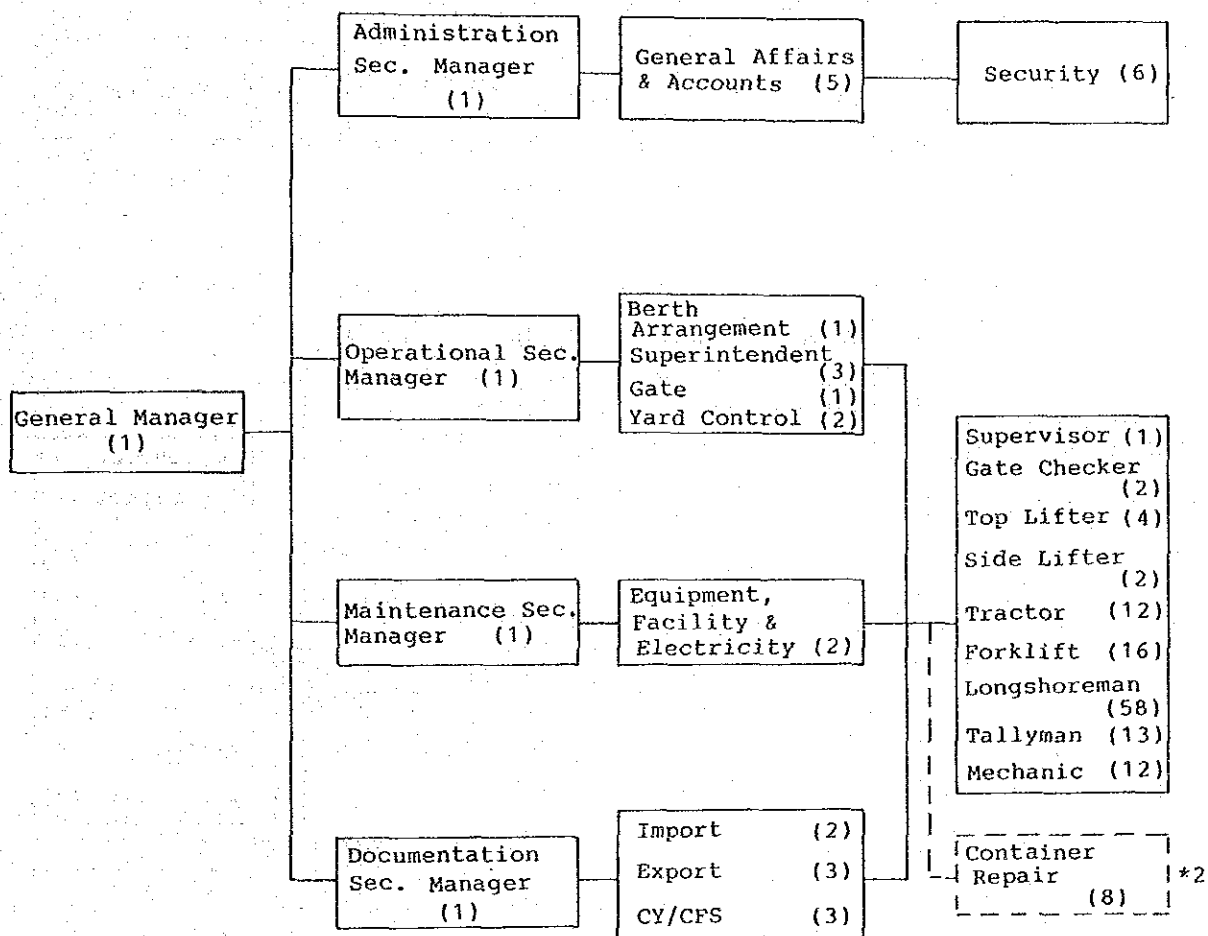 Administration
Sec. Manager
(1)
General Affairs
& Accounts (5)
Security (6)
General Manager
(1)
Operational Sec.
Manager (1)
Berth
Arrangement (1)
Superintendent
(3)
Gate (1)
Yard Control (2)
Maintenance Sec.
Manager (1)
Equipment,
Facility &
Electricity (2)
Documentation
Sec. Manager
(1)
Import (2)
Export (3)
CY/CFS (3)
Supervisor (1)
Gate Checker
(2)
Top Lifter (4)
Side Lifter
(2)
Tractor (12)
Forklift (16)
Longshoreman
(58)
Tallyman (13)
Mechanic (12)
Container
Repair
(8)
*2